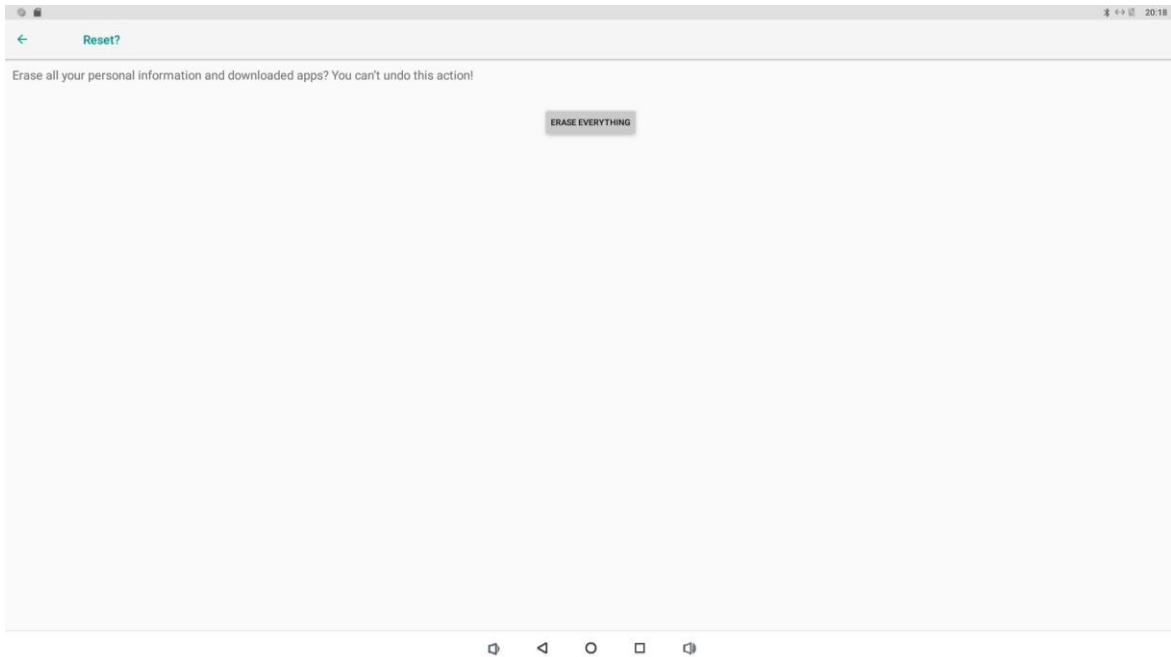 20:18
Reset?
Erase all your personal information and downloaded apps? You can't undo this action!
ERASE EVERYTHING